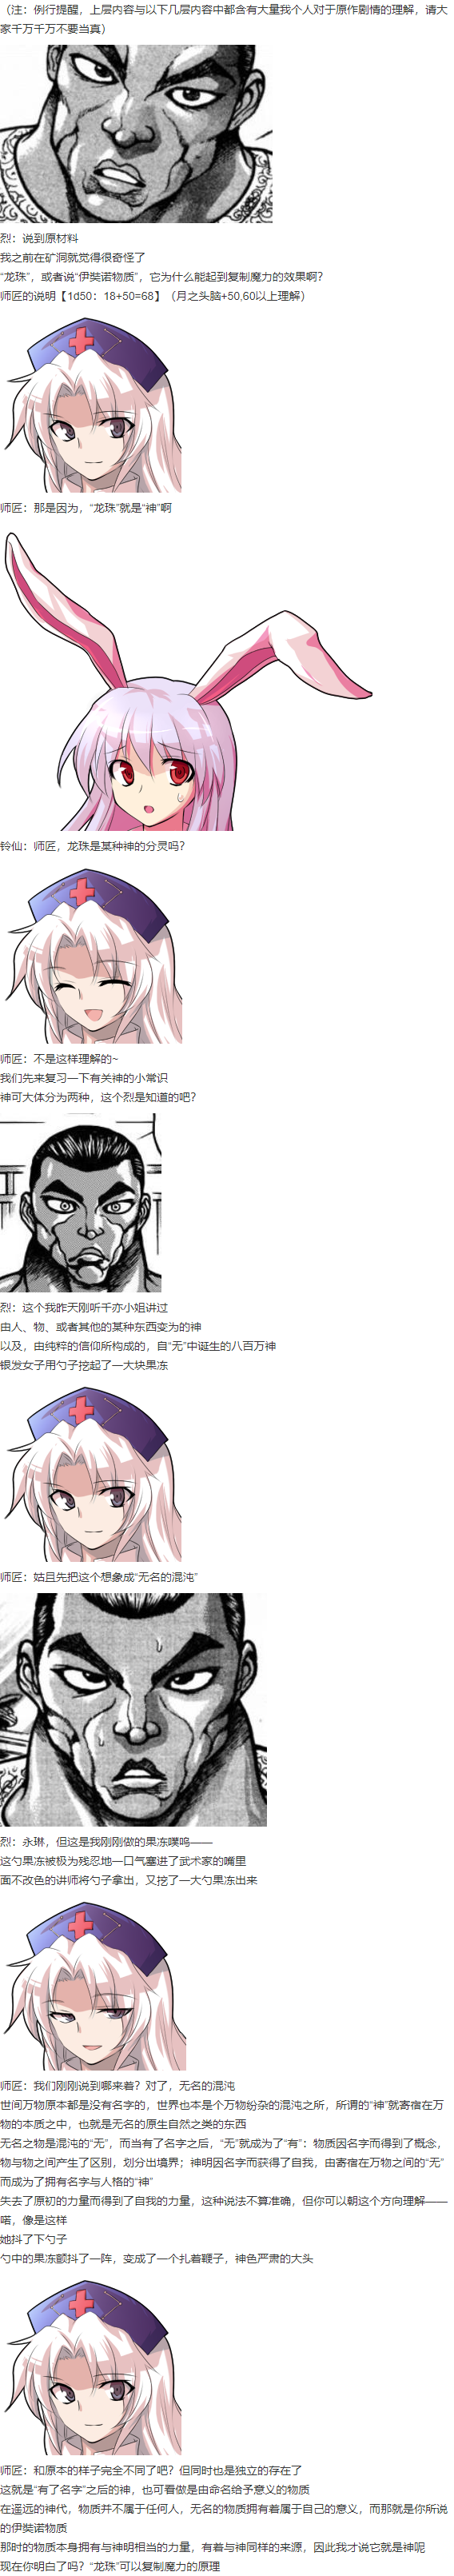 （注：例行提醒，上层内容与以下几层内容中都含有大量我个人对于原作剧情的理解，请大
家千万千万不要当真）
烈：说到原材料
我之前在矿洞就觉得很奇怪了
“龙珠”，或者说“伊奘诺物质”，它为什么能起到复制魔力的效果啊？
师匠的说明【1d50：18+50=68】（月之头脑+50,60以上理解）
师匠：那是因为，“龙珠”就是“神”啊
铃仙：师匠，龙珠是某种神的分灵吗？
师匠：不是这样理解的~
我们先来复习一下有关神的小常识
神可大体分为两种，这个烈是知道的吧？
烈：这个我昨天刚听千亦小姐讲过
由人、物、或者其他的某种东西变为的神
以及，由纯粹的信仰所构成的，自“无”中诞生的八百万神
银发女子用勺子挖起了一大块果冻
师匠：姑且先把这个想象成“无名的混沌”
烈：永琳，但这是我刚刚做的果冻噗呜——
这勺果冻被极为残忍地一口气塞进了武术家的嘴里
面不改色的讲师将勺子拿出，又挖了一大勺果冻出来
师匠：我们刚刚说到哪来着？对了，无名的混沌
世间万物原本都是没有名字的，世界也本是个万物纷杂的混沌之所，所谓的“神”就寄宿在万
物的本质之中，也就是无名的原生自然之类的东西
无名之物是混沌的“无”，而当有了名字之后，“无”就成为了“有”：物质因名字而得到了概念，
物与物之间产生了区别，划分出境界；神明因名字而获得了自我，由寄宿在万物之间的“无”
而成为了拥有名字与人格的“神”
失去了原初的力量而得到了自我的力量，这种说法不算准确，但你可以朝这个方向理解——
喏，像是这样
她抖了下勺子
勺中的果冻颤抖了一阵，变成了一个扎着鞭子，神色严肃的大头
师匠：和原本的样子完全不同了吧？但同时也是独立的存在了
这就是“有了名字”之后的神，也可看做是由命名给予意义的物质
在遥远的神代，物质并不属于任何人，无名的物质拥有着属于自己的意义，而那就是你所说
的伊奘诺物质
那时的物质本身拥有与神明相当的力量，有着与神同样的来源，因此我才说它就是神呢
现在你明白了吗？“龙珠”可以复制魔力的原理